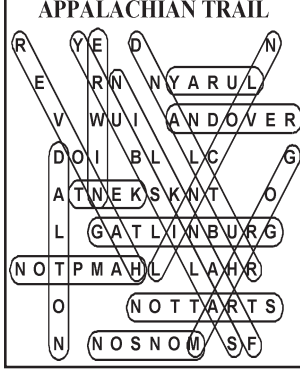 APPALACHIAN TRAIL
R Y E D N
E R N N Y A R U L
V W U I A N D O V E R
D O I B L L C G
A T N E K S K N T O
L G A T L I N B U R G
N O T P M A H L L A H R
O N O T T A R T S
N N O S N O M S F